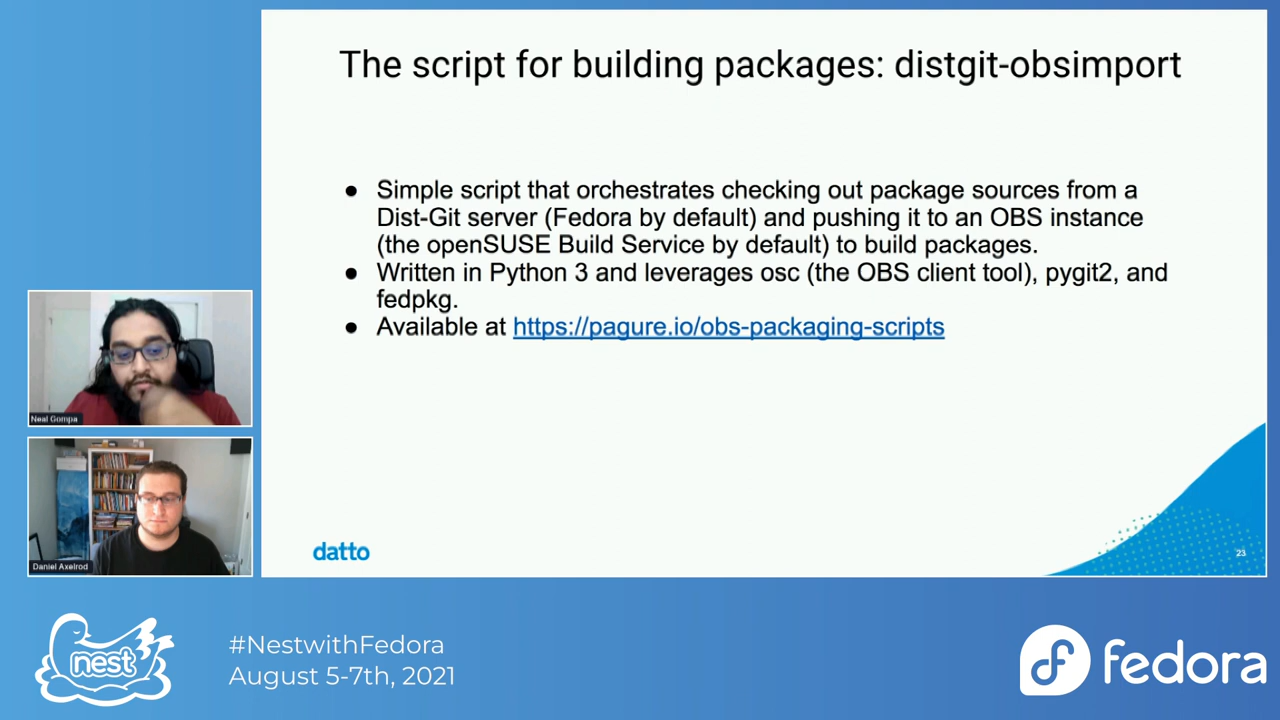 The script for building packages: distgit-obsimport
● Simple script that orchestrates checking out package sources from a
Dist-Git server (Fedora by default) and pushing it to an OBS instance
(the openSUSE Build Service by default) to build packages.
● Written in Python 3 and leverages osc (the OBS client tool), pygit2, and
fedpkg.
● Available at https://pagure.io/obs-packaging-scripts
Neal Gompa
Daniel Axelrod
datto
23
nest
#NestwithFedora
August 5-7th, 2021
fedora